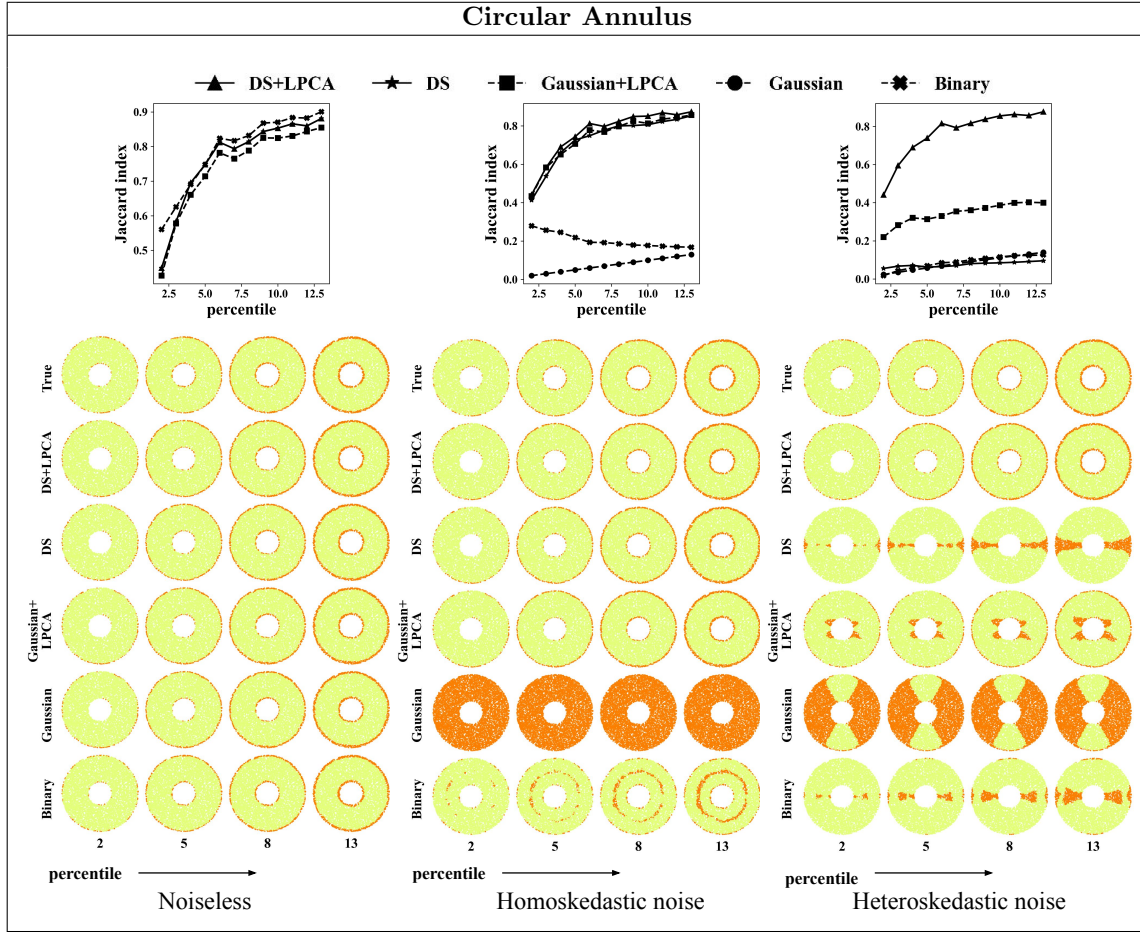 Circular Annulus
DS+LPCA DS Gaussian+LPCA Gaussian Binary
Jaccard index
0.9
0.8
0.7
0.6
0.5
2.5 5.0 7.5 10.0 12.5
percentile
Jaccard index
0.8
0.6
0.4
0.2
0.0
2.5 5.0 7.5 10.0 12.5
percentile
Jaccard index
0.8
0.6
0.4
0.2
0.0
2.5 5.0 7.5 10.0 12.5
percentile
True
DS+LPCA
DS
Gaussian+
LPCA
Gaussian
Binary
2 5 8 13
percentile
Noiseless
True
DS+LPCA
DS
Gaussian+
LPCA
Gaussian
Binary
2 5 8 13
percentile
Homoskedastic noise
True
DS+LPCA
DS
Gaussian+
LPCA
Gaussian
Binary
2 5 8 13
percentile
Heteroskedastic noise